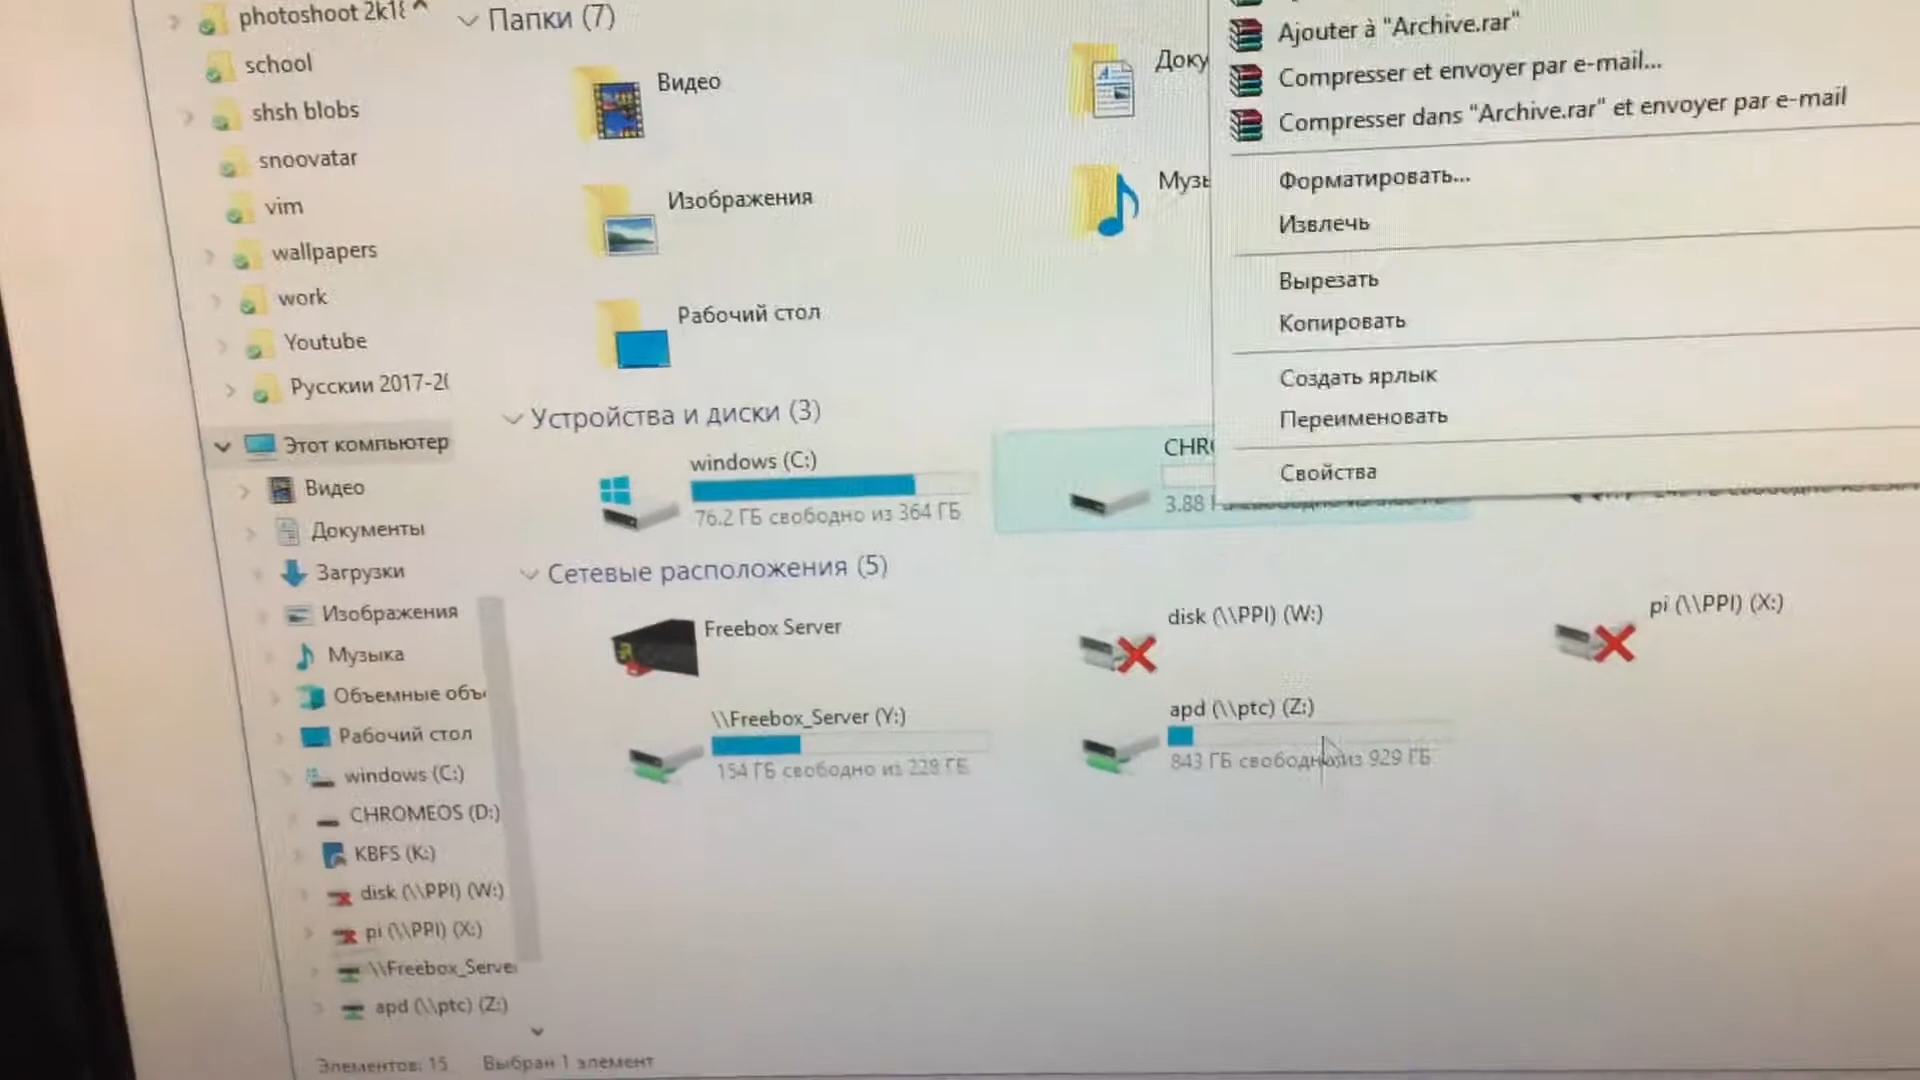 photoshoot 2k18
school
shsh blobs
snoovatar
vim
wallpapers
work
Youtube
Русский 2017-20
Этот компьютер
Видео
Документы
Загрузки
Изображения
Музыка
Объемные объ
Рабочий стол
windows (C:)
CHROMEOS (D:)
KBFS (K:)
disk (\\PPI) (W:)
pi (\\PPI) (X:)
\\Freebox_Server
apd (\\ptc) (Z:)
Элементов: 15 Выбран 1 элемент
Папки (7)
Видео
Доку
Изображения
Музы
Рабочий стол
Устройства и диски (3)
windows (C:)
76.2 ГБ свободно из 364 ГБ
CHRO
3.88
Сетевые расположения (5)
Freebox Server
disk (\\PPI) (W:)
pi (\\PPI) (X:)
\\Freebox_Server (Y:)
154 ГБ свободно из 228 ГБ
apd (\\ptc) (Z:)
843 ГБ свободно из 929 ГБ
Ajouter à "Archive.rar"
Compresser et envoyer par e-mail...
Compresser dans "Archive.rar" et envoyer par e-mail
Форматировать...
Извлечь
Вырезать
Копировать
Создать ярлык
Переименовать
Свойства